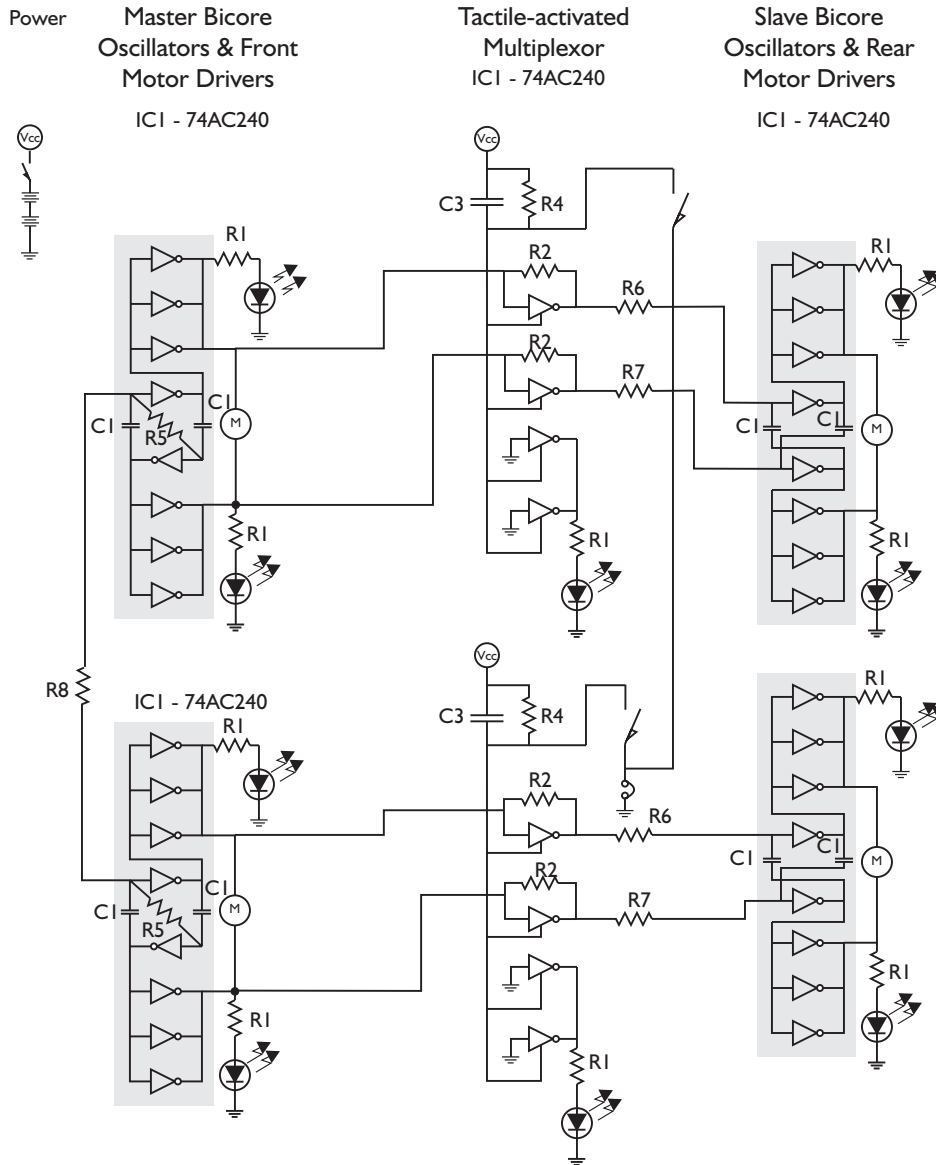 Power
Master Bicore
Oscillators & Front
Motor Drivers
IC1 - 74AC240
Tactile-activated
Multiplexor
IC1 - 74AC240
Slave Bicore
Oscillators & Rear
Motor Drivers
IC1 - 74AC240
Vcc
Vcc
C3
R4
R1
R2
R1
R6
R2
R7
C1
C1
R5
M
C1
C1
M
R1
R1
R1
R8
IC1 - 74AC240
Vcc
R1
C3
R4
R1
R2
R6
C1
C1
R5
M
R2
R7
C1
C1
M
R1
R1
R1